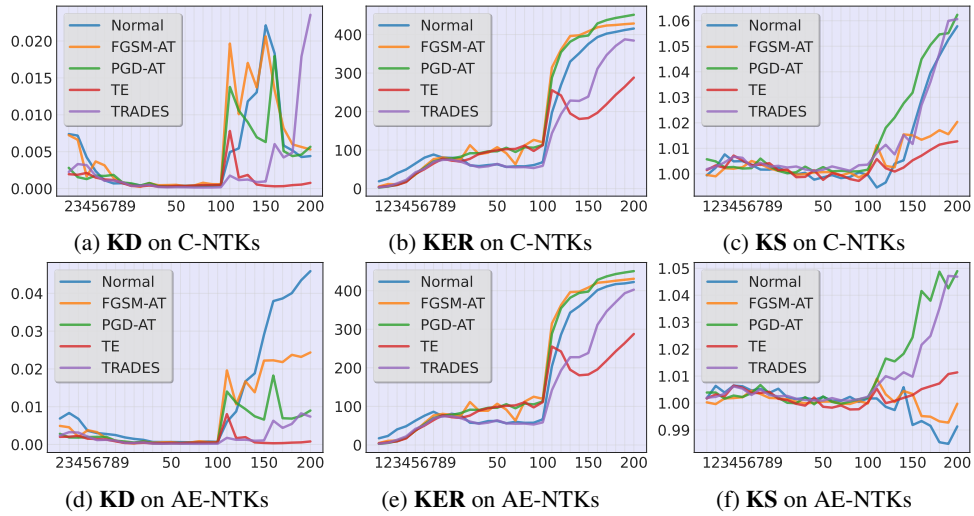 Normal
FGSM-AT
PGD-AT
TE
TRADES
0.020
0.015
0.010
0.005
0.000
23456789 50 100 150 200
(a) KD on C-NTKs
Normal
FGSM-AT
PGD-AT
TE
TRADES
400
300
200
100
0
123456789 50 100 150 200
(b) KER on C-NTKs
Normal
FGSM-AT
PGD-AT
TE
TRADES
1.06
1.05
1.04
1.03
1.02
1.01
1.00
123456789 50 100 150 200
(c) KS on C-NTKs
Normal
FGSM-AT
PGD-AT
TE
TRADES
0.04
0.03
0.02
0.01
0.00
23456789 50 100 150 200
(d) KD on AE-NTKs
Normal
FGSM-AT
PGD-AT
TE
TRADES
400
300
200
100
0
123456789 50 100 150 200
(e) KER on AE-NTKs
Normal
FGSM-AT
PGD-AT
TE
TRADES
1.05
1.04
1.03
1.02
1.01
1.00
0.99
123456789 50 100 150 200
(f) KS on AE-NTKs